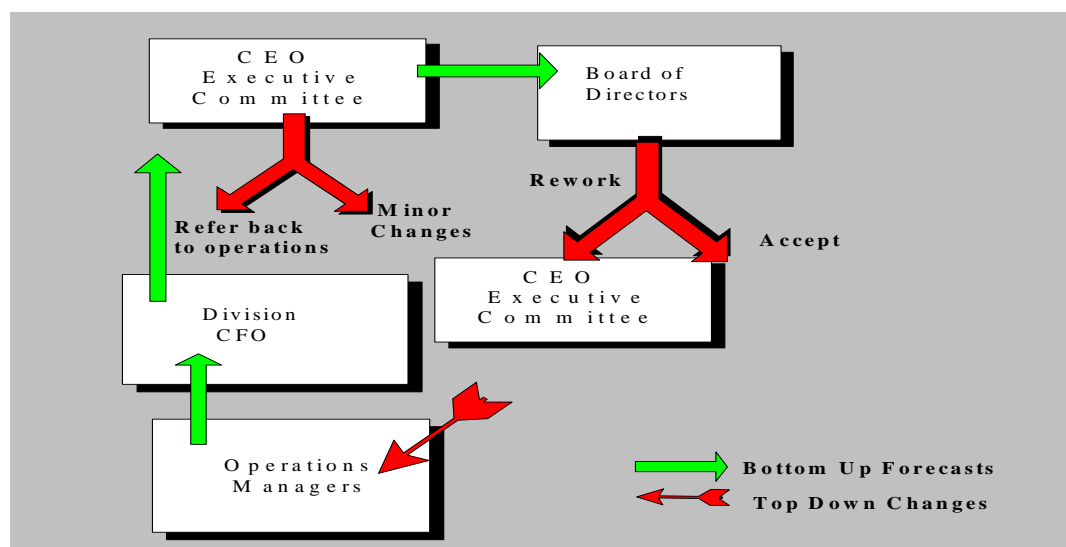 CEO
Executive
Committee
Board of
Directors
Rework
Minor
Changes
Refer back
to operations
Accept
CEO
Executive
Committee
Division
CFO
Operations
Managers
Bottom Up Forecasts
Top Down Changes